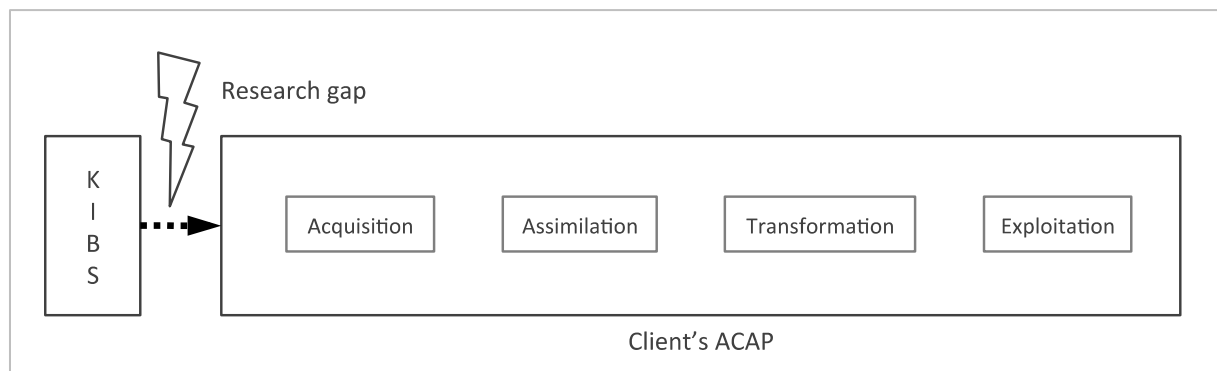 Research gap
K
I
B
S
Acquisition
Assimilation
Transformation
Exploitation
Client's ACAP